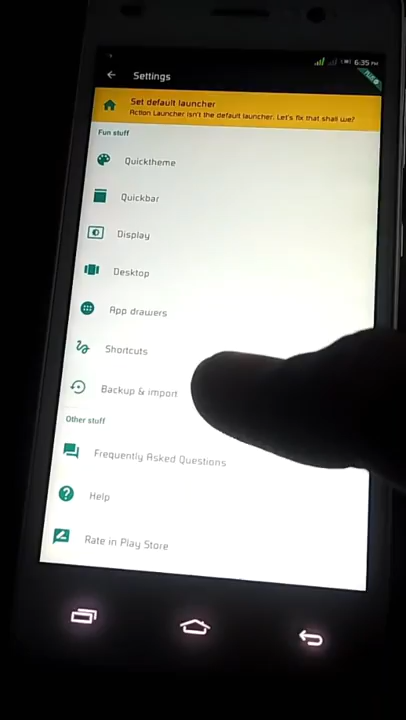 6:35 PM
Settings
PLUS
Set default launcher
Action Launcher isn't the default launcher. Let's fix that shall we?
Fun stuff
Quicktheme
Quickbar
Display
Desktop
App drawers
Shortcuts
Backup & import
Other stuff
Frequently Asked Questions
Help
Rate in Play Store